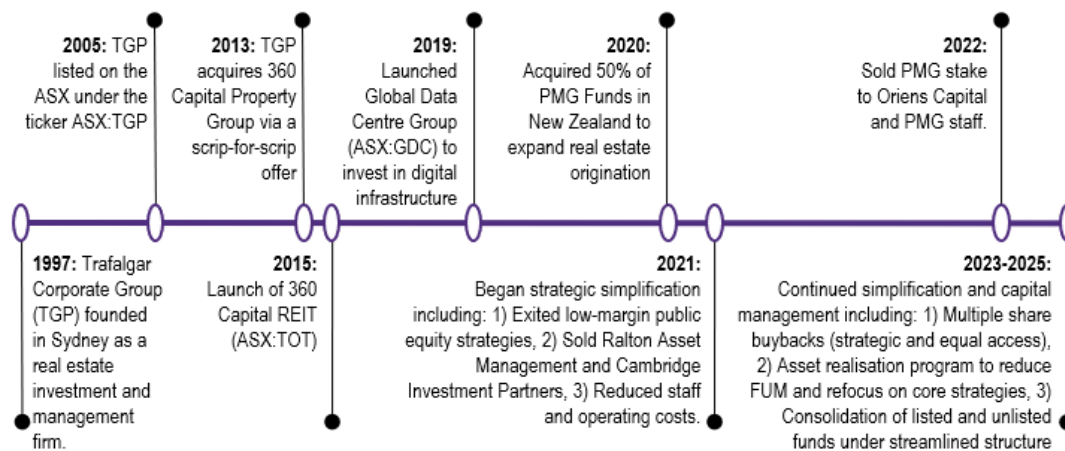 2005: TGP
listed on the
ASX under the
ticker ASX:TGP
2013: TGP
acquires 360
Capital Property
Group via a
scrip-for-scrip
offer
2019:
Launched
Global Data
Centre Group
(ASX:GDC) to
invest in digital
infrastructure
2020:
Acquired 50% of
PMG Funds in
New Zealand to
expand real estate
origination
2022:
Sold PMG stake
to Oriens Capital
and PMG staff.
1997: Trafalgar
Corporate Group
(TGP) founded
in Sydney as a
real estate
investment and
management
firm.
2015:
Launch of 360
Capital REIT
(ASX:TOT)
2021:
Began strategic simplification
including: 1) Exited low-margin public
equity strategies, 2) Sold Ralton Asset
Management and Cambridge
Investment Partners, 3) Reduced staff
and operating costs.
2023-2025:
Continued simplification and capital
management including: 1) Multiple share
buybacks (strategic and equal access),
2) Asset realisation program to reduce
FUM and refocus on core strategies, 3)
Consolidation of listed and unlisted
funds under streamlined structure